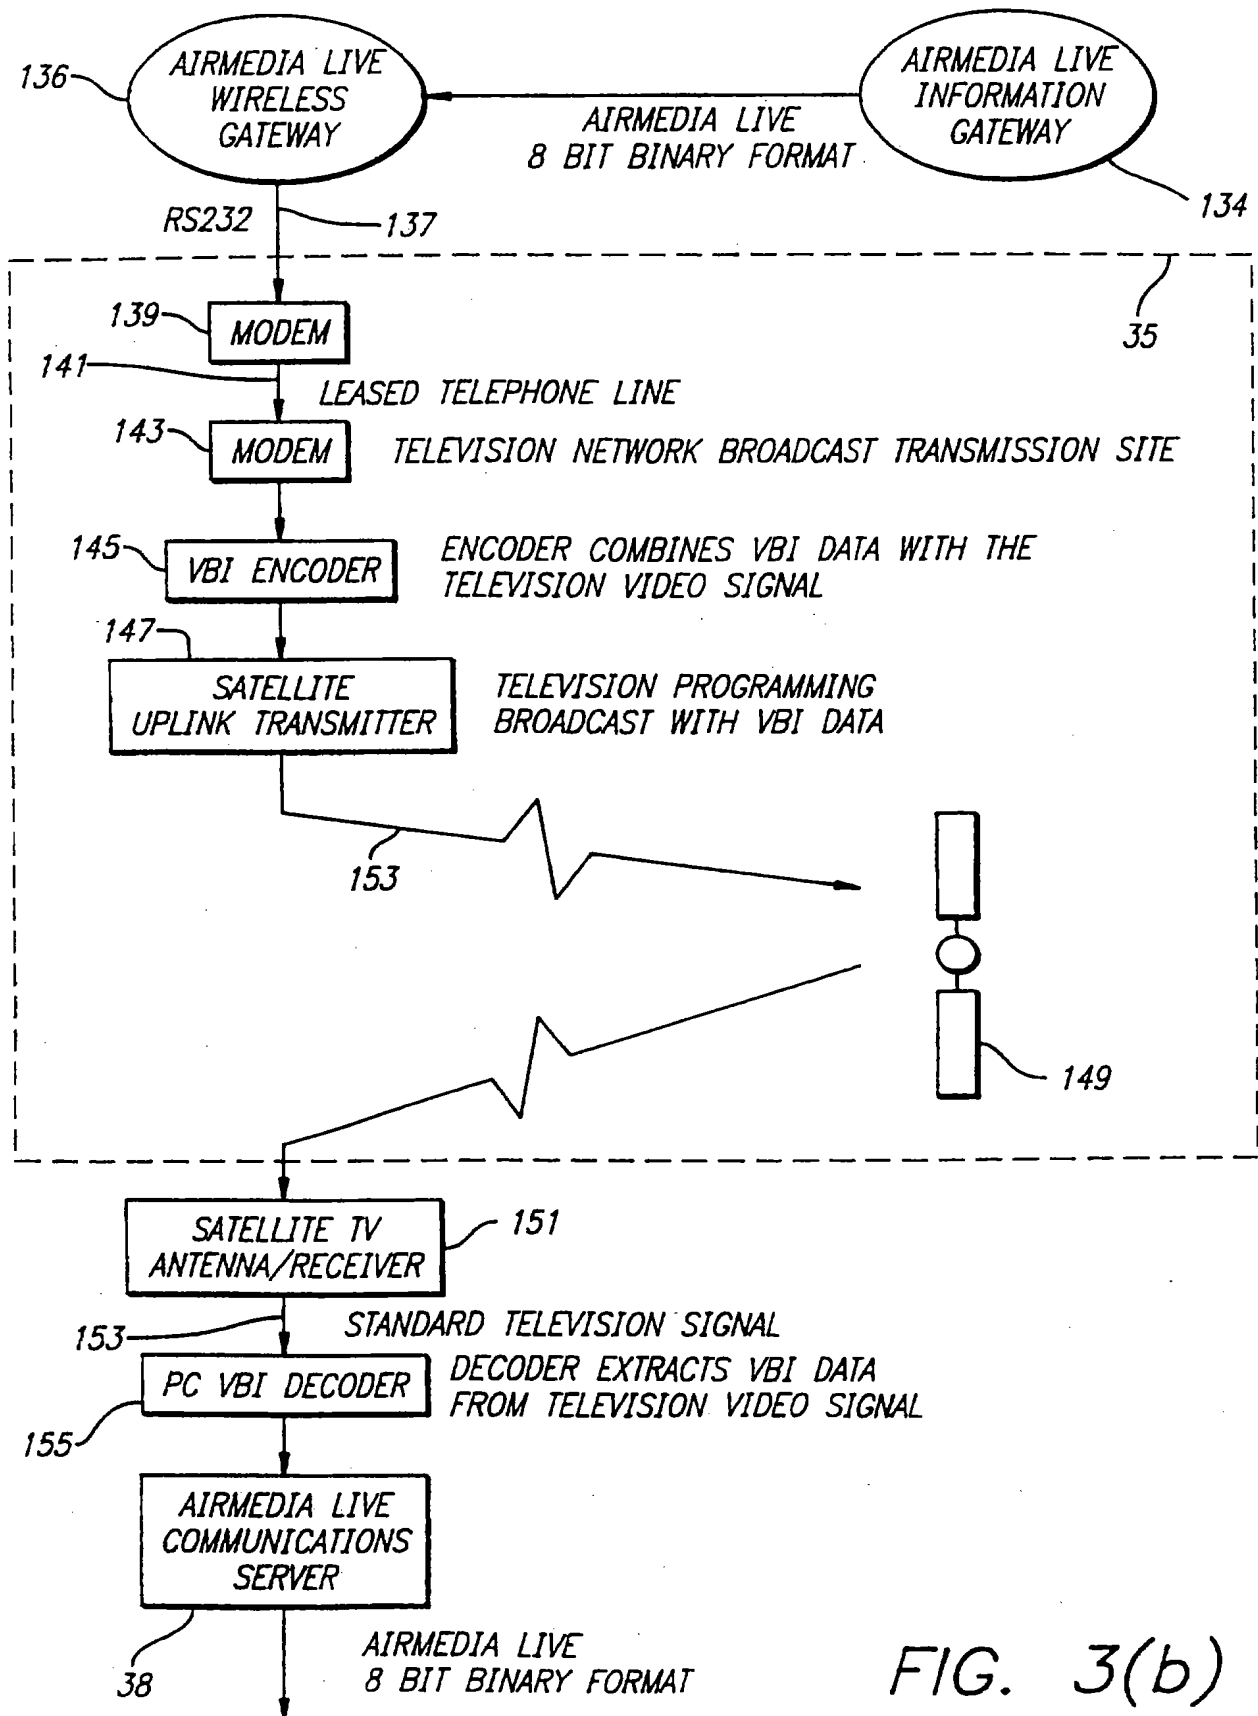 AIRMEDIA LIVE
WIRELESS
GATEWAY
136
AIRMEDIA LIVE
INFORMATION
GATEWAY
134
AIRMEDIA LIVE
8 BIT BINARY FORMAT
RS232
137
35
139
MODEM
141
LEASED TELEPHONE LINE
143
MODEM
TELEVISION NETWORK BROADCAST TRANSMISSION SITE
145
VBI ENCODER
ENCODER COMBINES VBI DATA WITH THE
TELEVISION VIDEO SIGNAL
147
SATELLITE
UPLINK TRANSMITTER
TELEVISION PROGRAMMING
BROADCAST WITH VBI DATA
153
149
SATELLITE TV
ANTENNA/RECEIVER
151
153
STANDARD TELEVISION SIGNAL
PC VBI DECODER
DECODER EXTRACTS VBI DATA
FROM TELEVISION VIDEO SIGNAL
155
AIRMEDIA LIVE
COMMUNICATIONS
SERVER
38
AIRMEDIA LIVE
8 BIT BINARY FORMAT
FIG. 3(b)